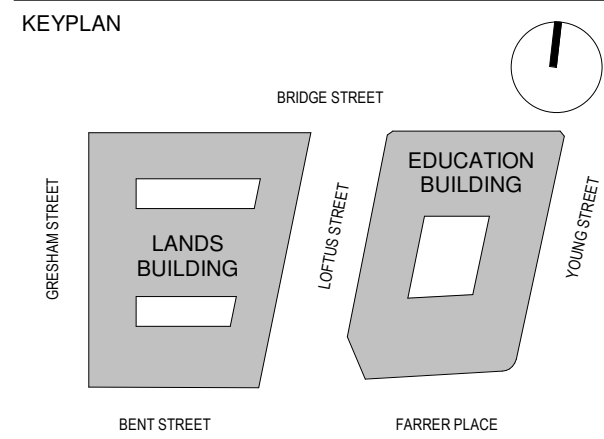 KEYPLAN
BRIDGE STREET
GRESHAM STREET
LANDS
BUILDING
LOFTUS STREET
EDUCATION
BUILDING
YOUNG STREET
BENT STREET
FARRER PLACE